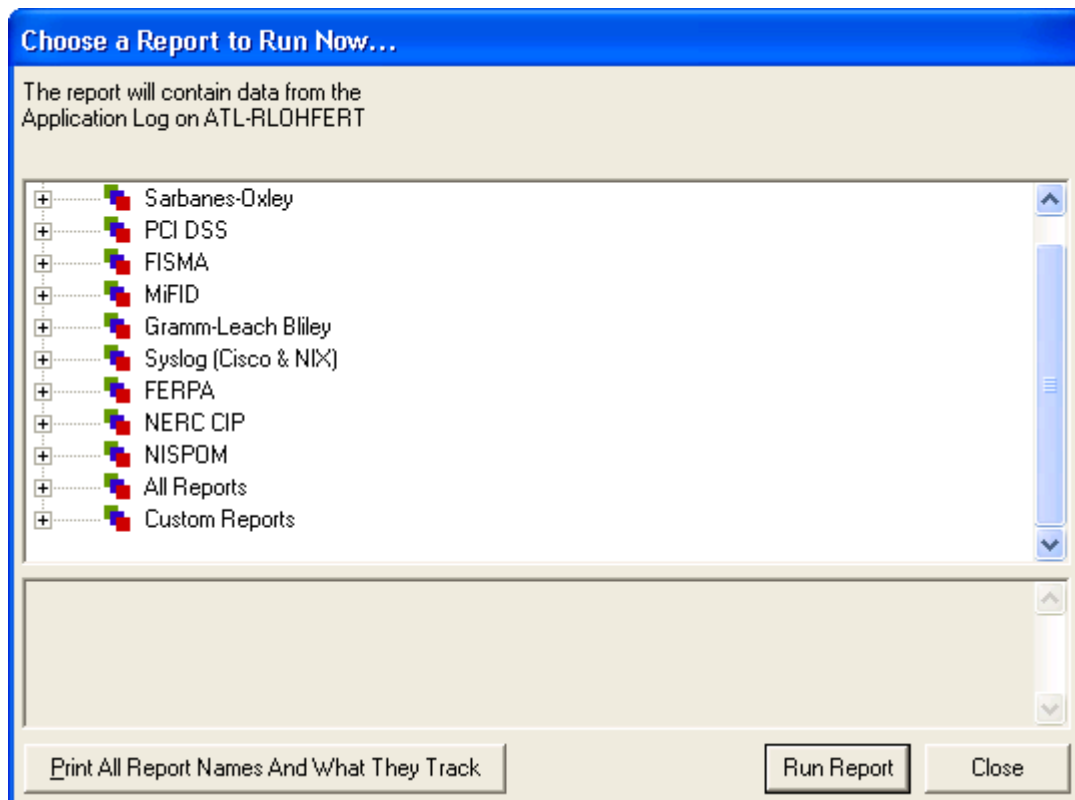 Choose a Report to Run Now...
The report will contain data from the
Application Log on ATL-RLOHFERT
Sarbanes-Oxley
PCI DSS
FISMA
MiFID
Gramm-Leach Bliley
Syslog (Cisco & NIX)
FERPA
NERC CIP
NISPOM
All Reports
Custom Reports
Print All Report Names And What They Track
Run Report
Close